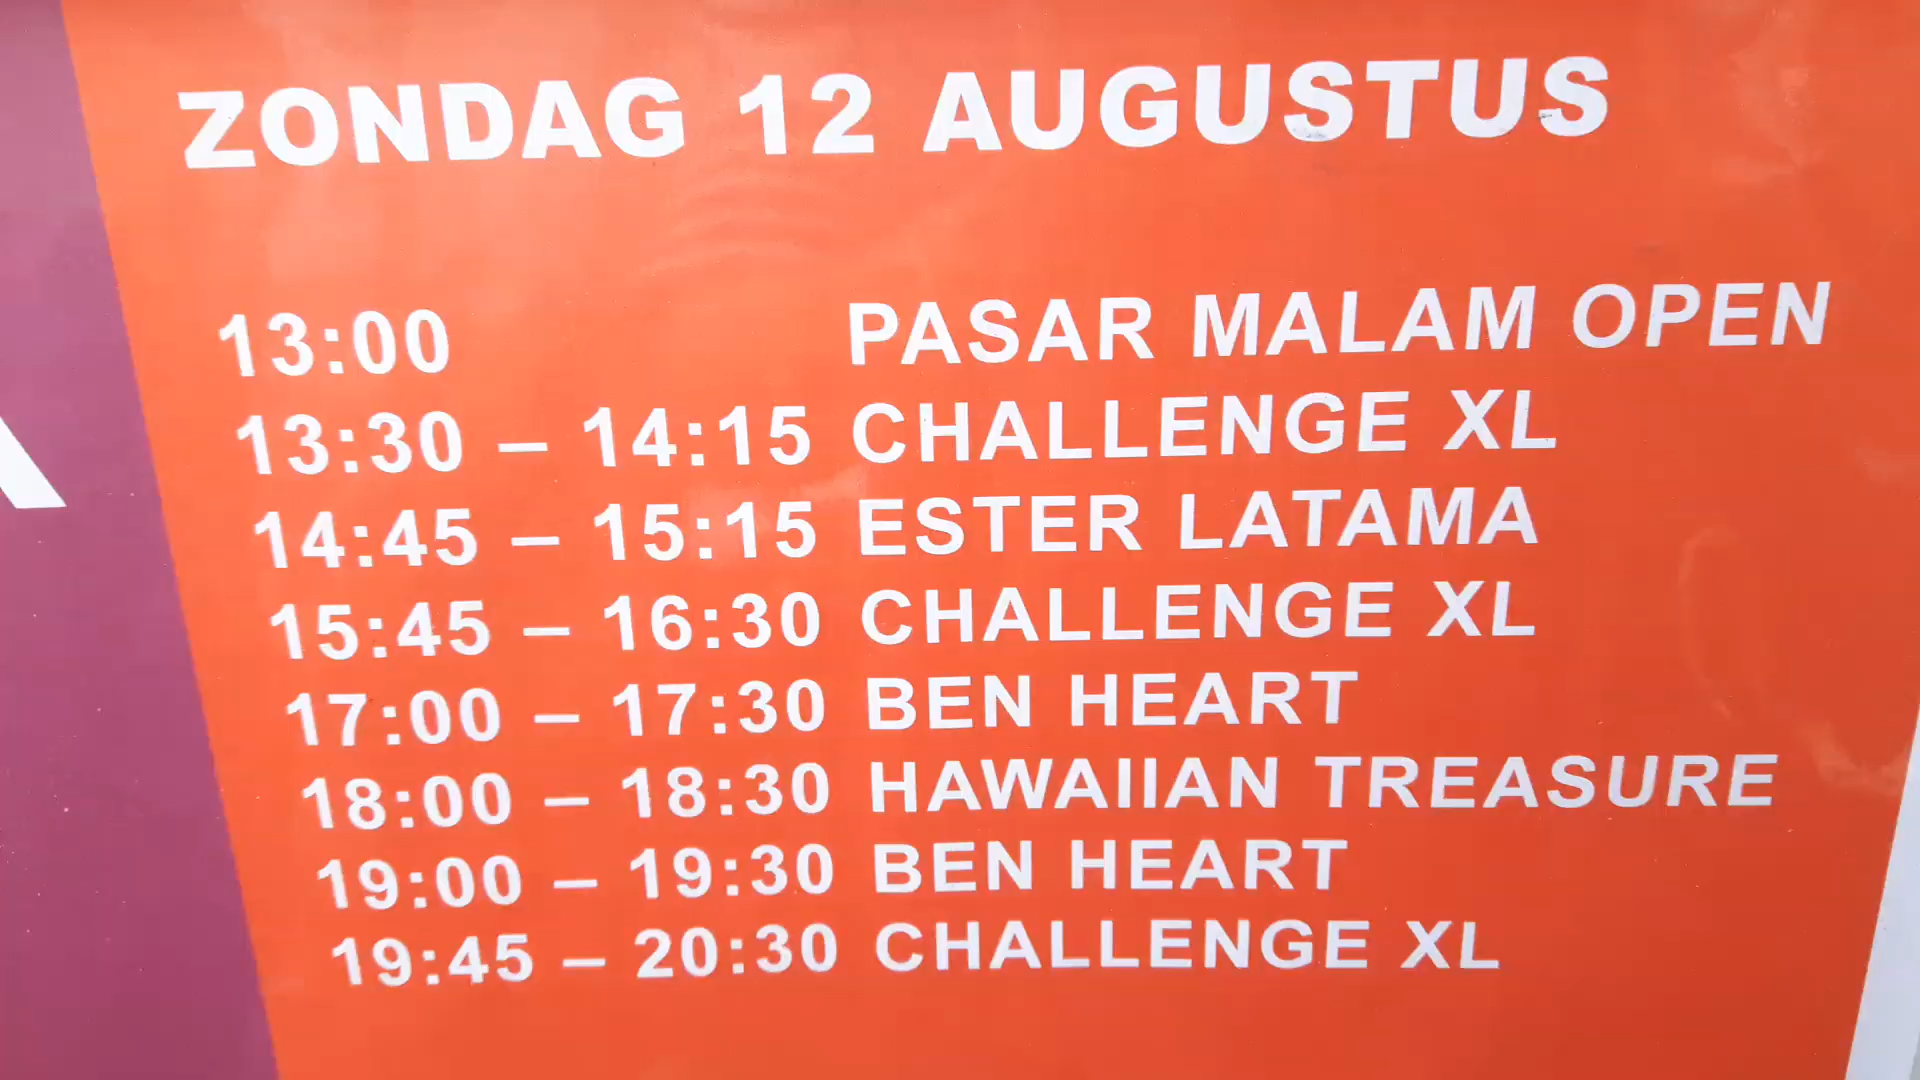 ZONDAG 12 AUGUSTUS
13:00 PASAR MALAM OPEN
13:30 – 14:15 CHALLENGE XL
14:45 – 15:15 ESTER LATAMA
15:45 – 16:30 CHALLENGE XL
17:00 – 17:30 BEN HEART
18:00 – 18:30 HAWAIIAN TREASURE
19:00 – 19:30 BEN HEART
19:45 – 20:30 CHALLENGE XL